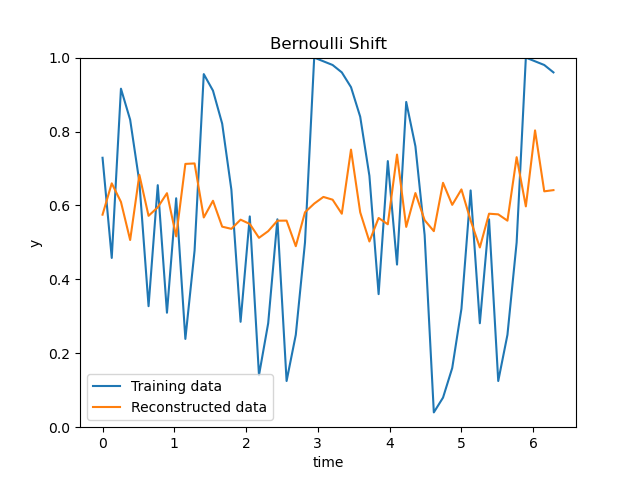 Bernoulli Shift
1.0
0.8
0.6
0.4
0.2
0.0
y
Training data
Reconstructed data
0 1 2 3 4 5 6
time